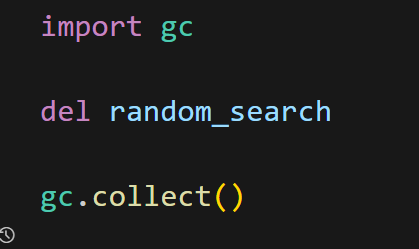 import gc
del random_search
gc.collect()